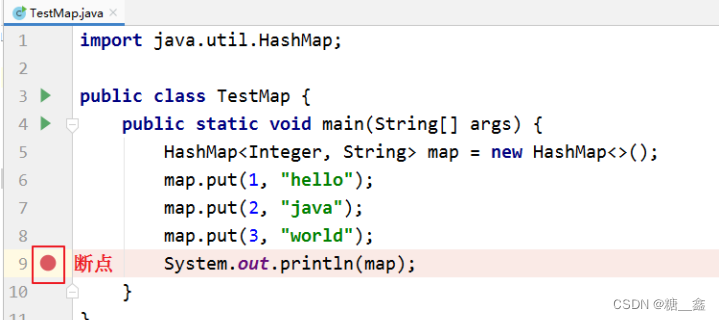 TestMap.java
1 import java.util.HashMap;
2
3 public class TestMap {
4 public static void main(String[] args) {
5 HashMap<Integer, String> map = new HashMap<>();
6 map.put(1, "hello");
7 map.put(2, "java");
8 map.put(3, "world");
9 断点 System.out.println(map);
10 }
}
CSDN @糖__鑫